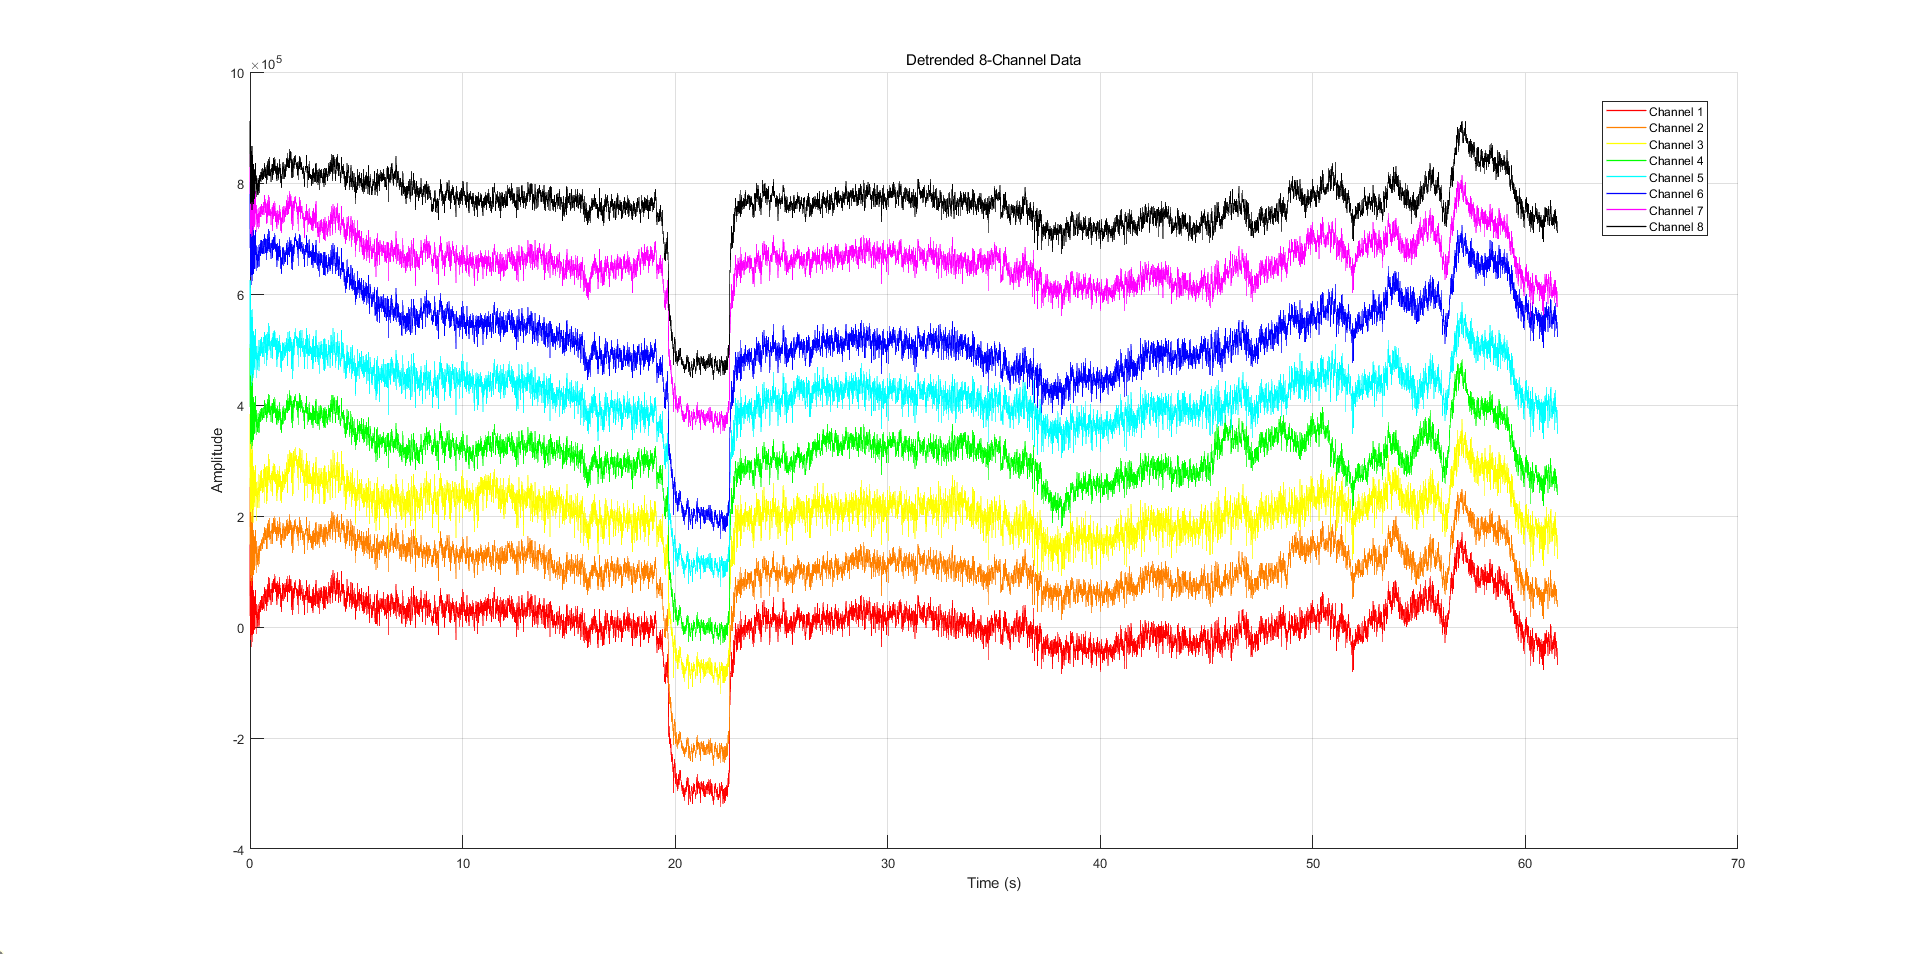 Detrended 8-Channel Data
×10^5
10
8
6
4
2
0
-2
-4
Amplitude
0 10 20 30 40 50 60 70
Time (s)
Channel 1
Channel 2
Channel 3
Channel 4
Channel 5
Channel 6
Channel 7
Channel 8